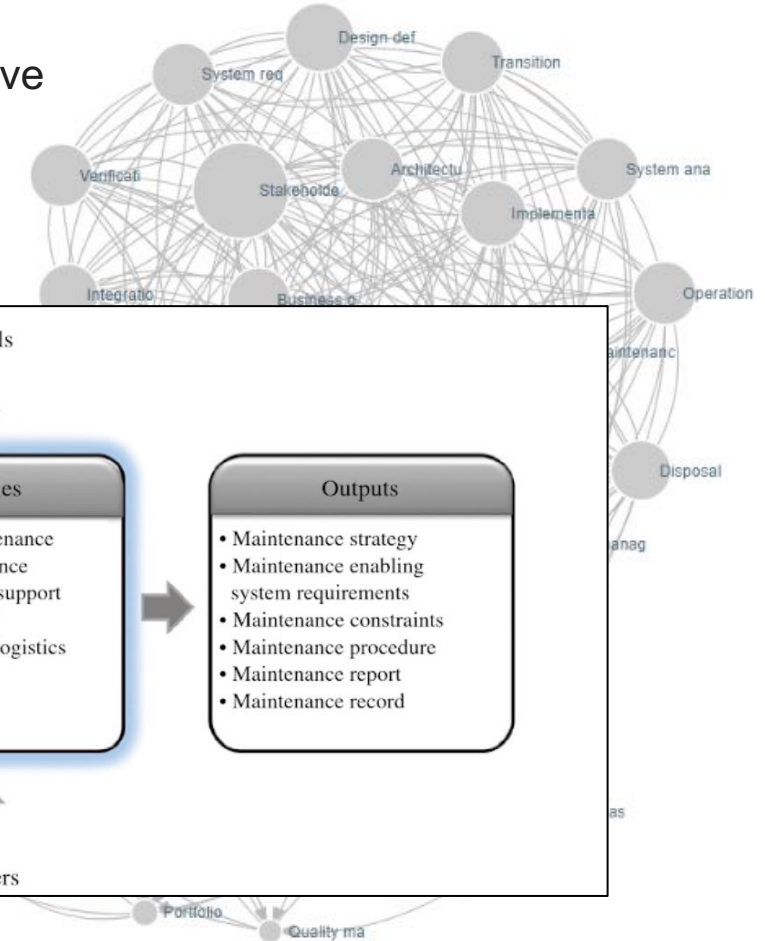 ve
Design def
Transition
System req
Verificati
Stakeholde
Architectu
System ana
Implementa
Integratio
Business o
Operation
ls
aintenanc
Disposal
es
Outputs
enance
nce
support
ogistics
• Maintenance strategy
• Maintenance enabling
system requirements
• Maintenance constraints
• Maintenance procedure
• Maintenance report
• Maintenance record
anag
as
ers
Portfolio
Quality ma